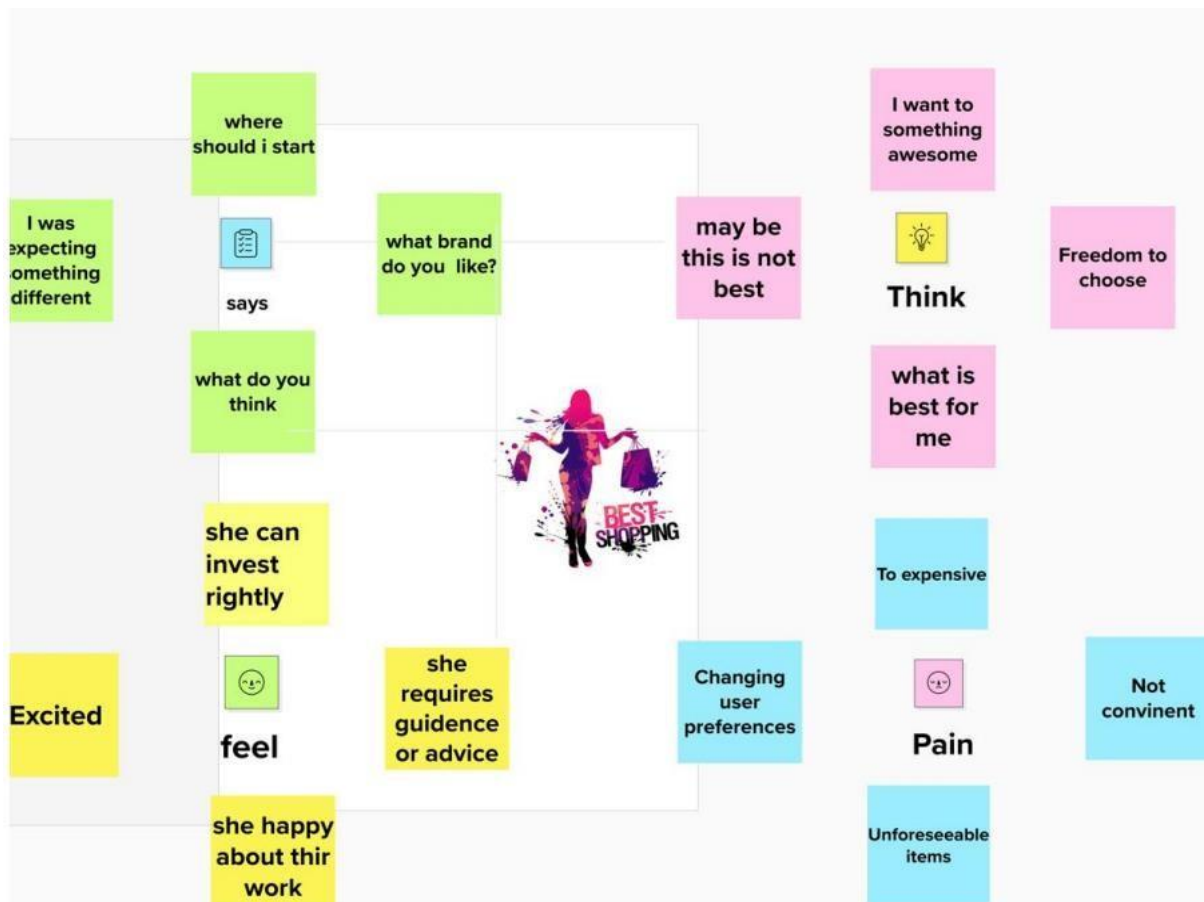 where
should i start
I was
expecting
something
different
says
what brand
do you like?
what do you
think
I want to
something
awesome
may be
this is not
best
Think
Freedom to
choose
what is
best for
me
BEST
SHOPPING
she can
invest
rightly
Excited
feel
she
requires
guidence
or advice
she happy
about thir
work
To expensive
Changing
user
preferences
Pain
Not
convinent
Unforeseeable
items